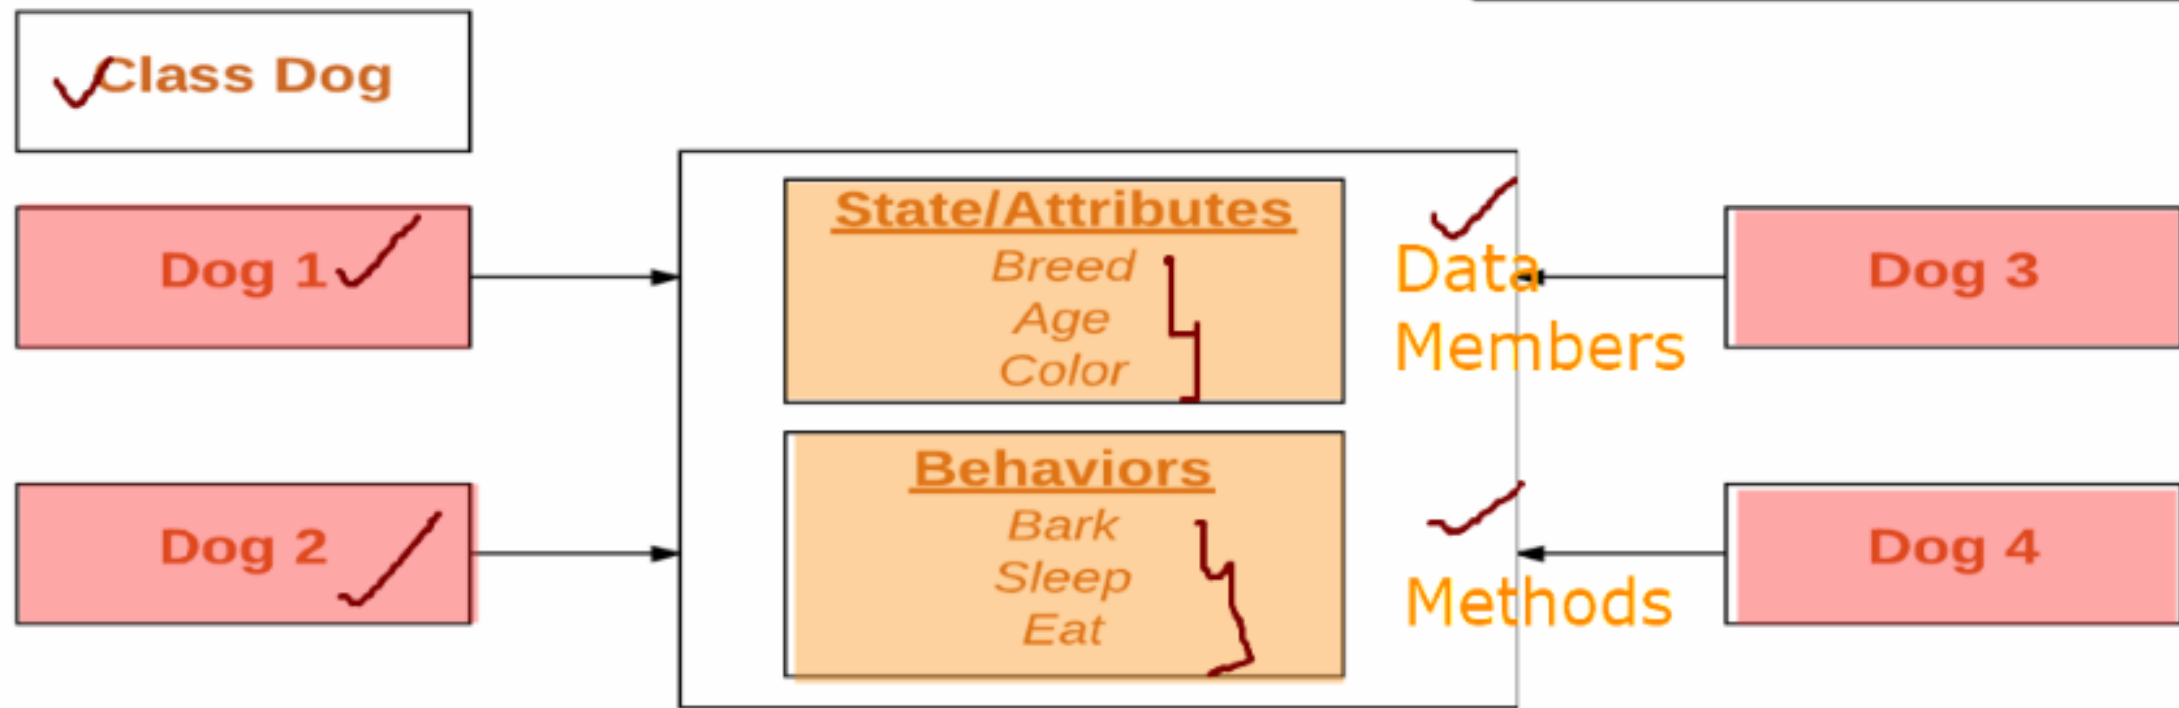 Class Dog
Dog 1
Dog 2
State/Attributes
Breed
Age
Color
Behaviors
Bark
Sleep
Eat
Data
Members
Methods
Dog 3
Dog 4